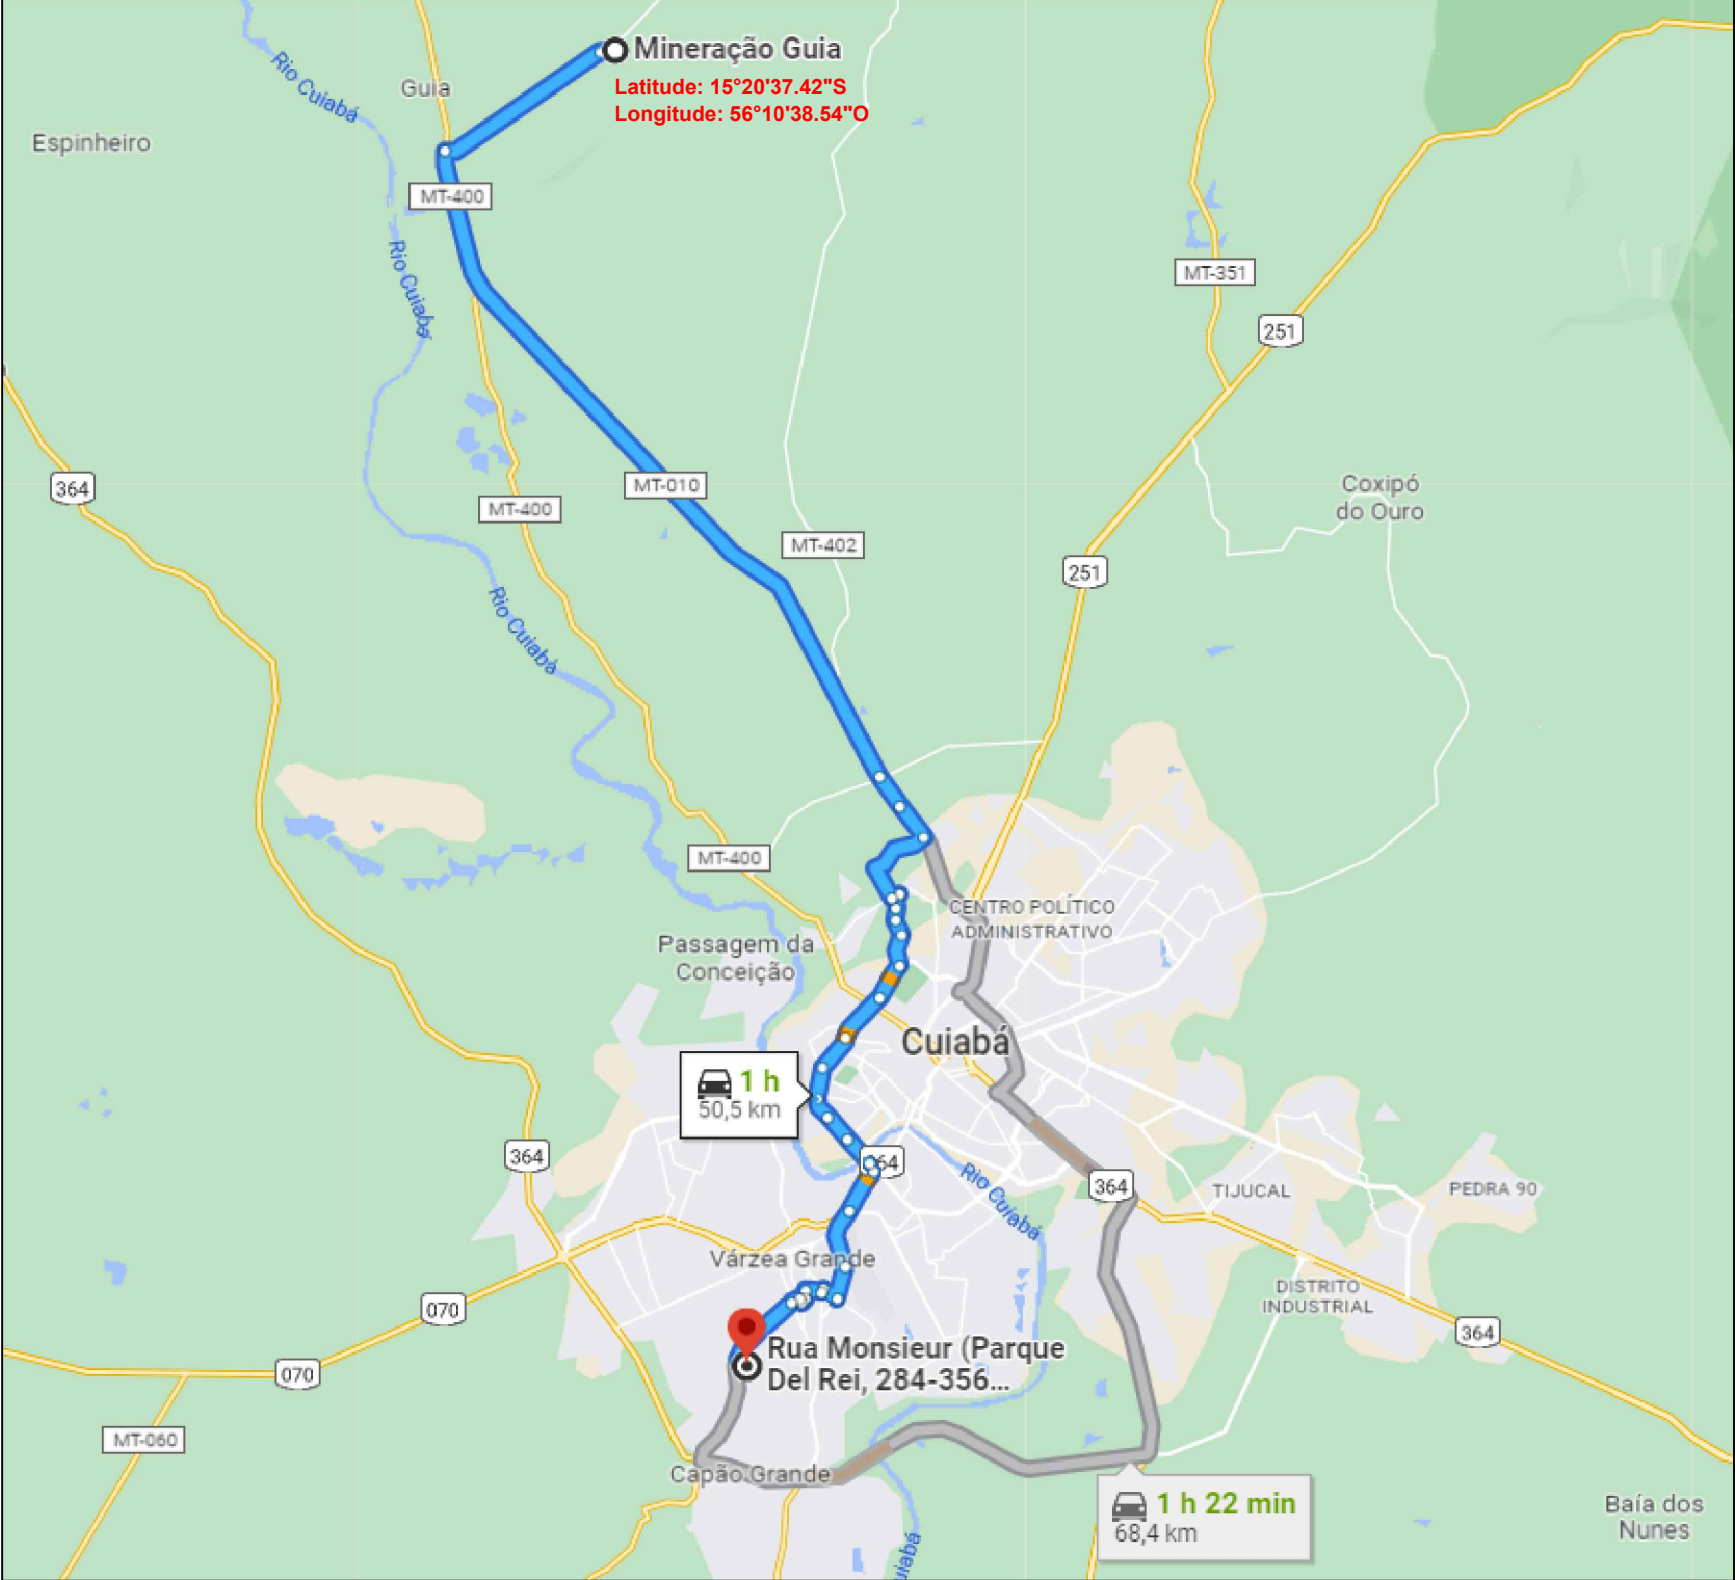 Mineração Guia
Latitude: 15°20'37.42"S
Longitude: 56°10'38.54"O
Rio Cuiabá
Guia
Espinheiro
MT-400
Rio Cuiabá
MT-351
251
364
MT-010
MT-400
Coxipó
do Ouro
MT-402
251
Rio Cuiabá
MT-400
CENTRO POLÍTICO
ADMINISTRATIVO
Passagem da
Conceição
Cuiabá
1 h
50,5 km
364
364
Rio Cuiabá
364
TIJUCAL
PEDRA 90
Várzea Grande
DISTRITO
INDUSTRIAL
070
364
070
Rua Monsieur (Parque
Del Rei, 284-356...
MT-060
Capão Grande
1 h 22 min
68,4 km
Baía dos
Nunes
uiabá